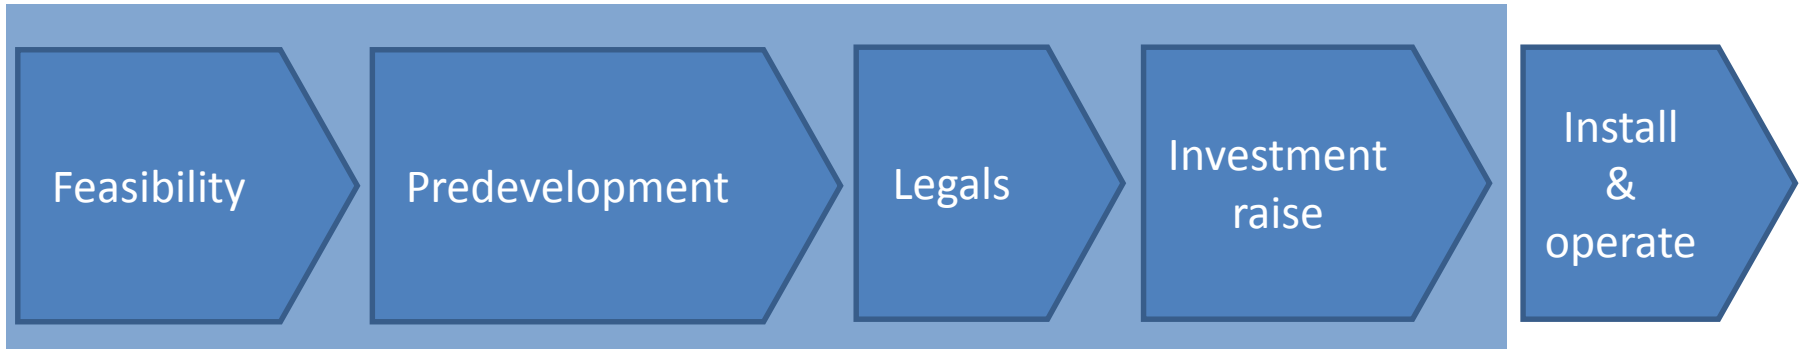 Feasibility
Predevelopment
Legals
Investment
raise
Install
&
operate